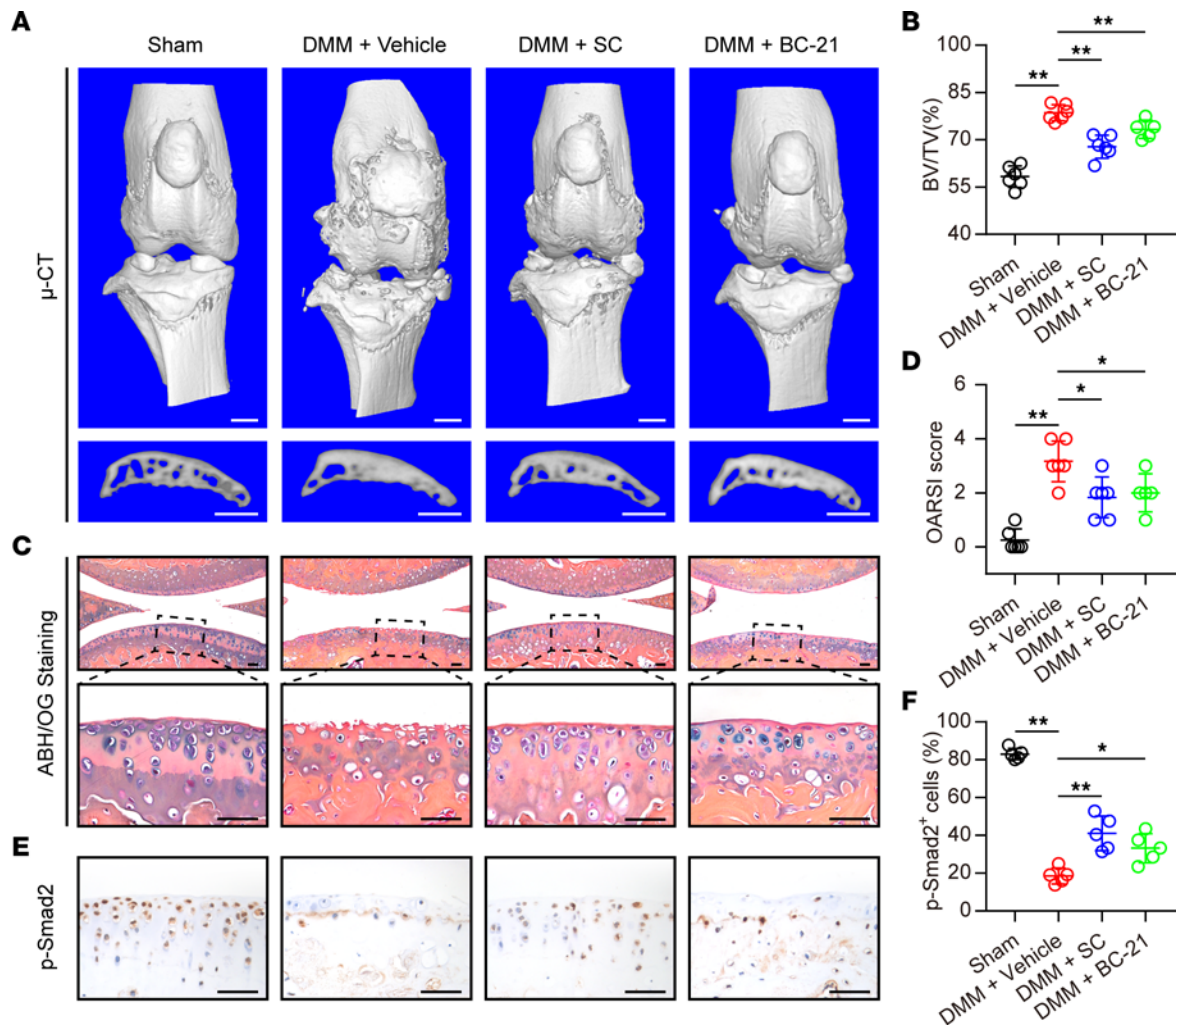 A
Sham
DMM + Vehicle
DMM + SC
DMM + BC-21
μ-CT
B
**
**
**
100
85
70
55
40
BV/TV(%)
Sham
DMM + Vehicle
DMM + SC
DMM + BC-21
C
ABH/OG Staining
D
*
*
**
6
4
2
0
OARSI score
Sham
DMM + Vehicle
DMM + SC
DMM + BC-21
E
p-Smad2
F
**
*
**
100
80
60
40
20
0
p-Smad2+ cells (%)
Sham
DMM + Vehicle
DMM + SC
DMM + BC-21